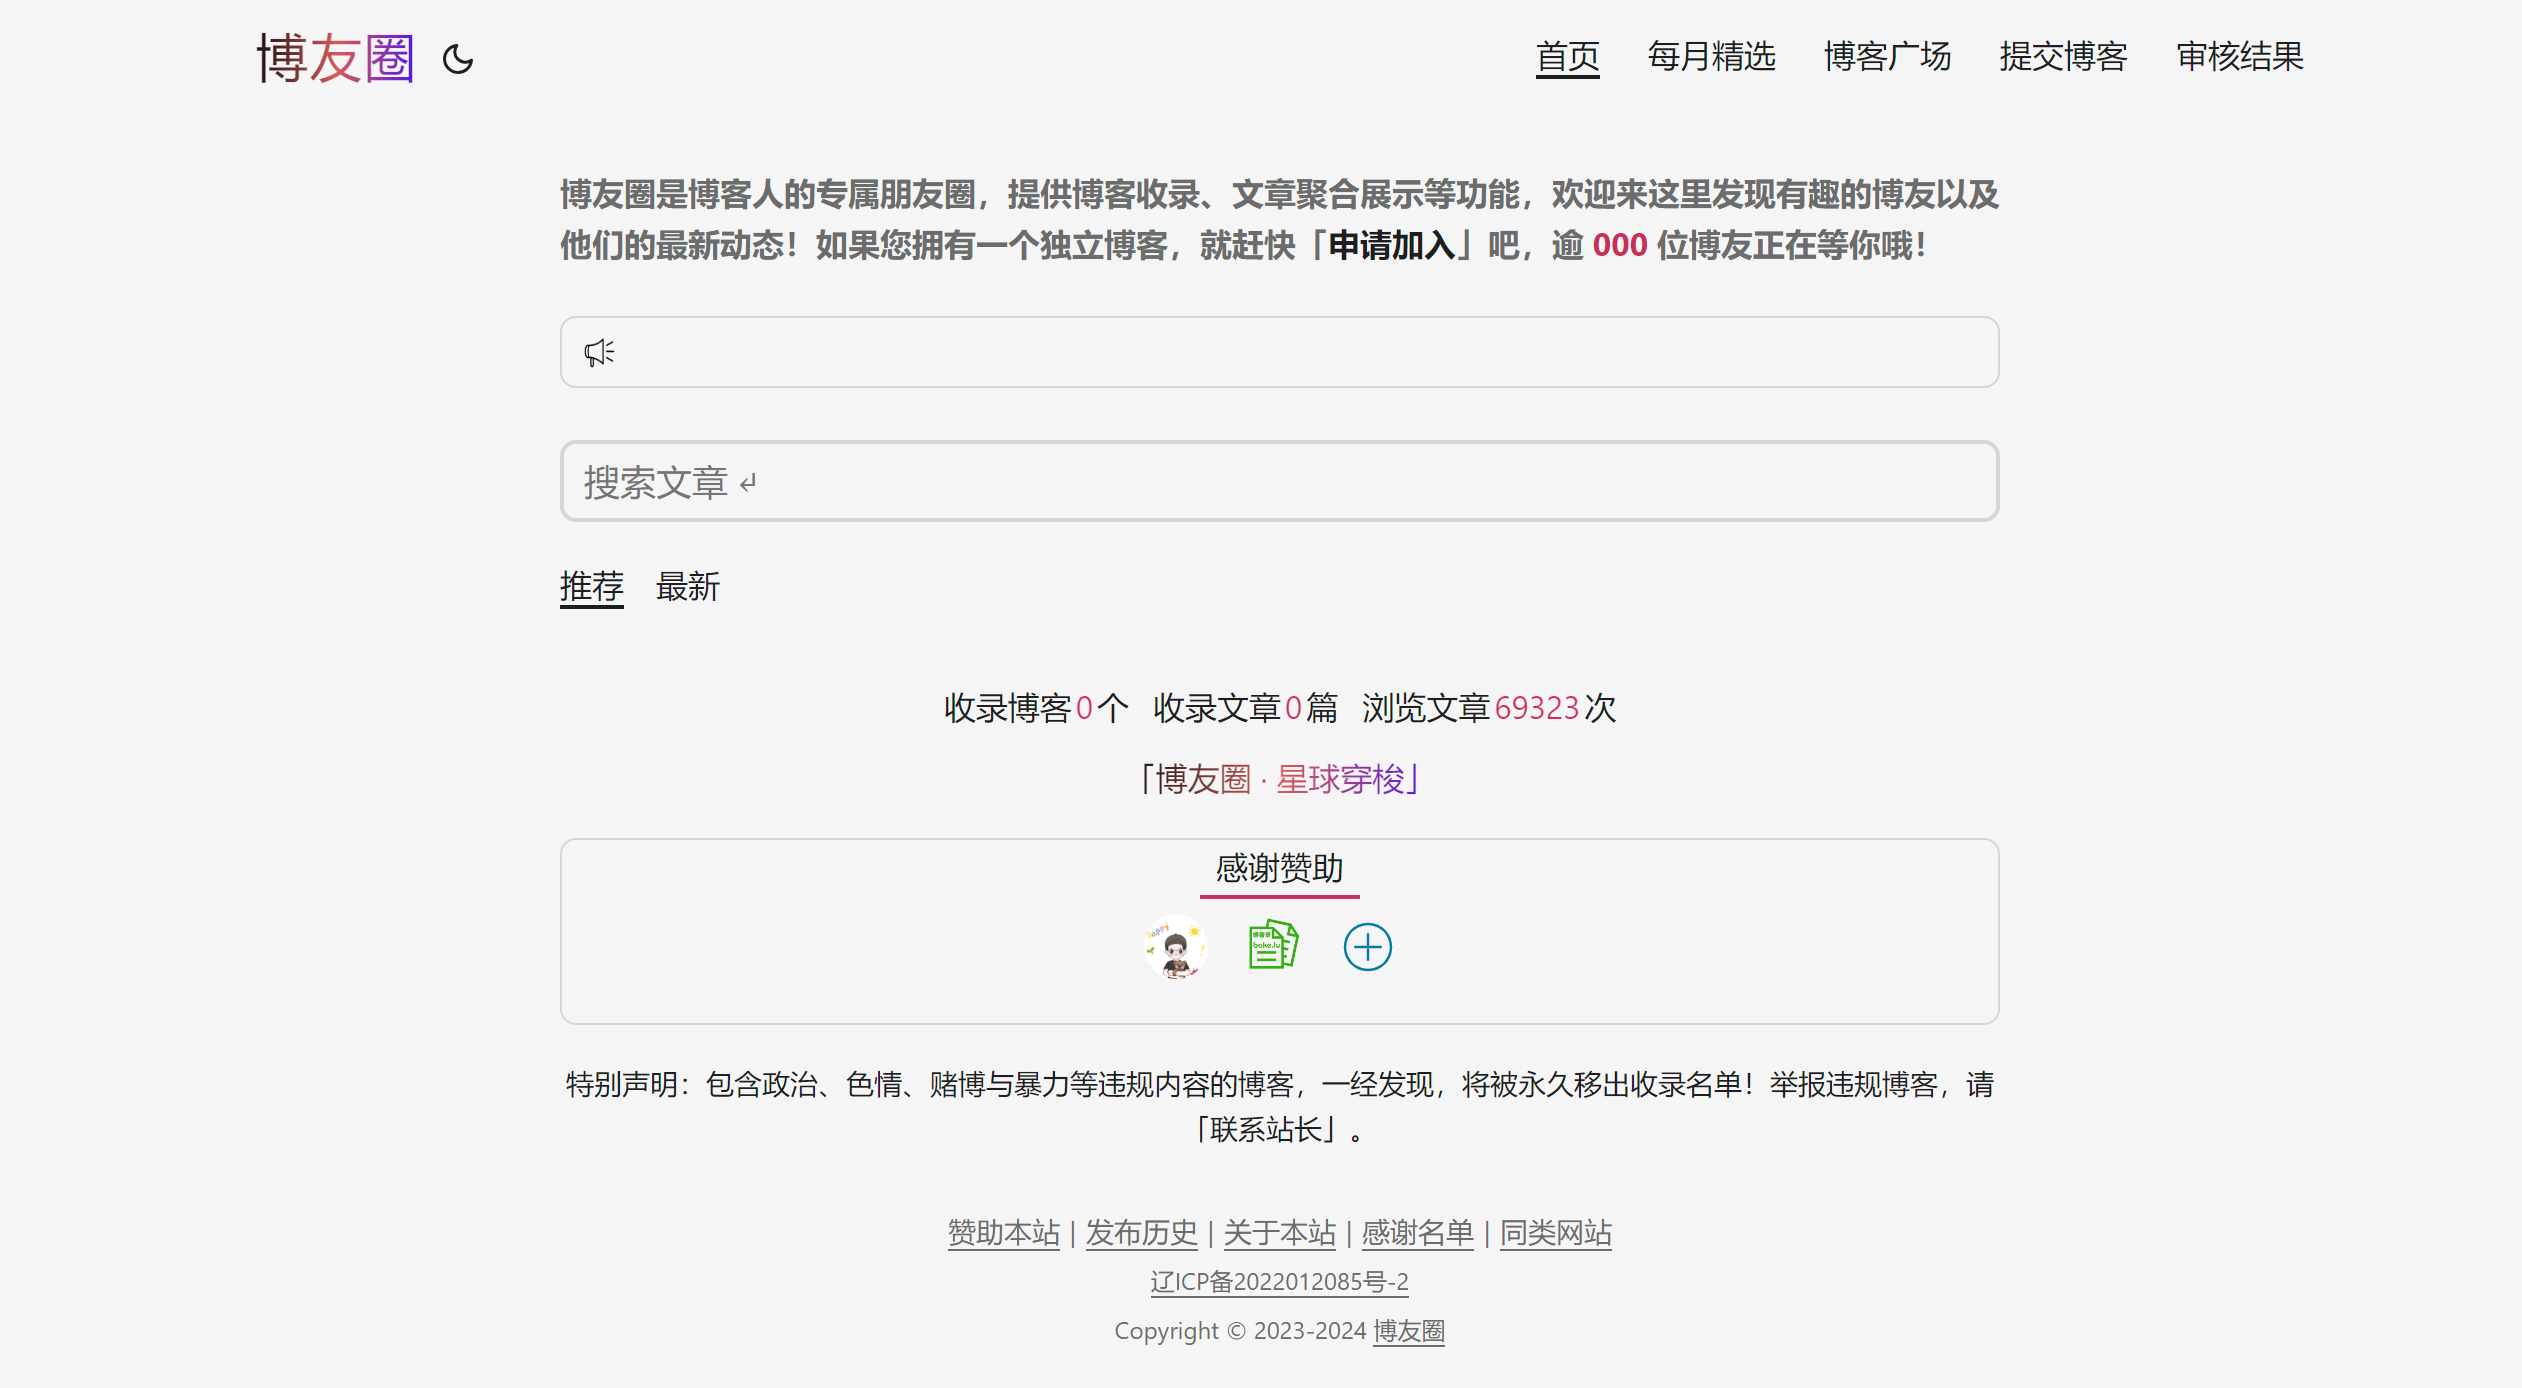 博友圈
首页 每月精选 博客广场 提交博客 审核结果
博友圈是博客人的专属朋友圈，提供博客收录、文章聚合展示等功能，欢迎来这里发现有趣的博友以及
他们的最新动态！如果您拥有一个独立博客，就赶快「申请加入」吧，逾 000 位博友正在等你哦！
搜索文章 ↵
推荐 最新
收录博客0个 收录文章0篇 浏览文章69323次
「博友圈 · 星球穿梭」
感谢赞助
happy
博客录
boke.lu
特别声明：包含政治、色情、赌博与暴力等违规内容的博客，一经发现，将被永久移出收录名单！举报违规博客，请
「联系站长」。
赞助本站 | 发布历史 | 关于本站 | 感谢名单 | 同类网站
辽ICP备2022012085号-2
Copyright © 2023-2024 博友圈